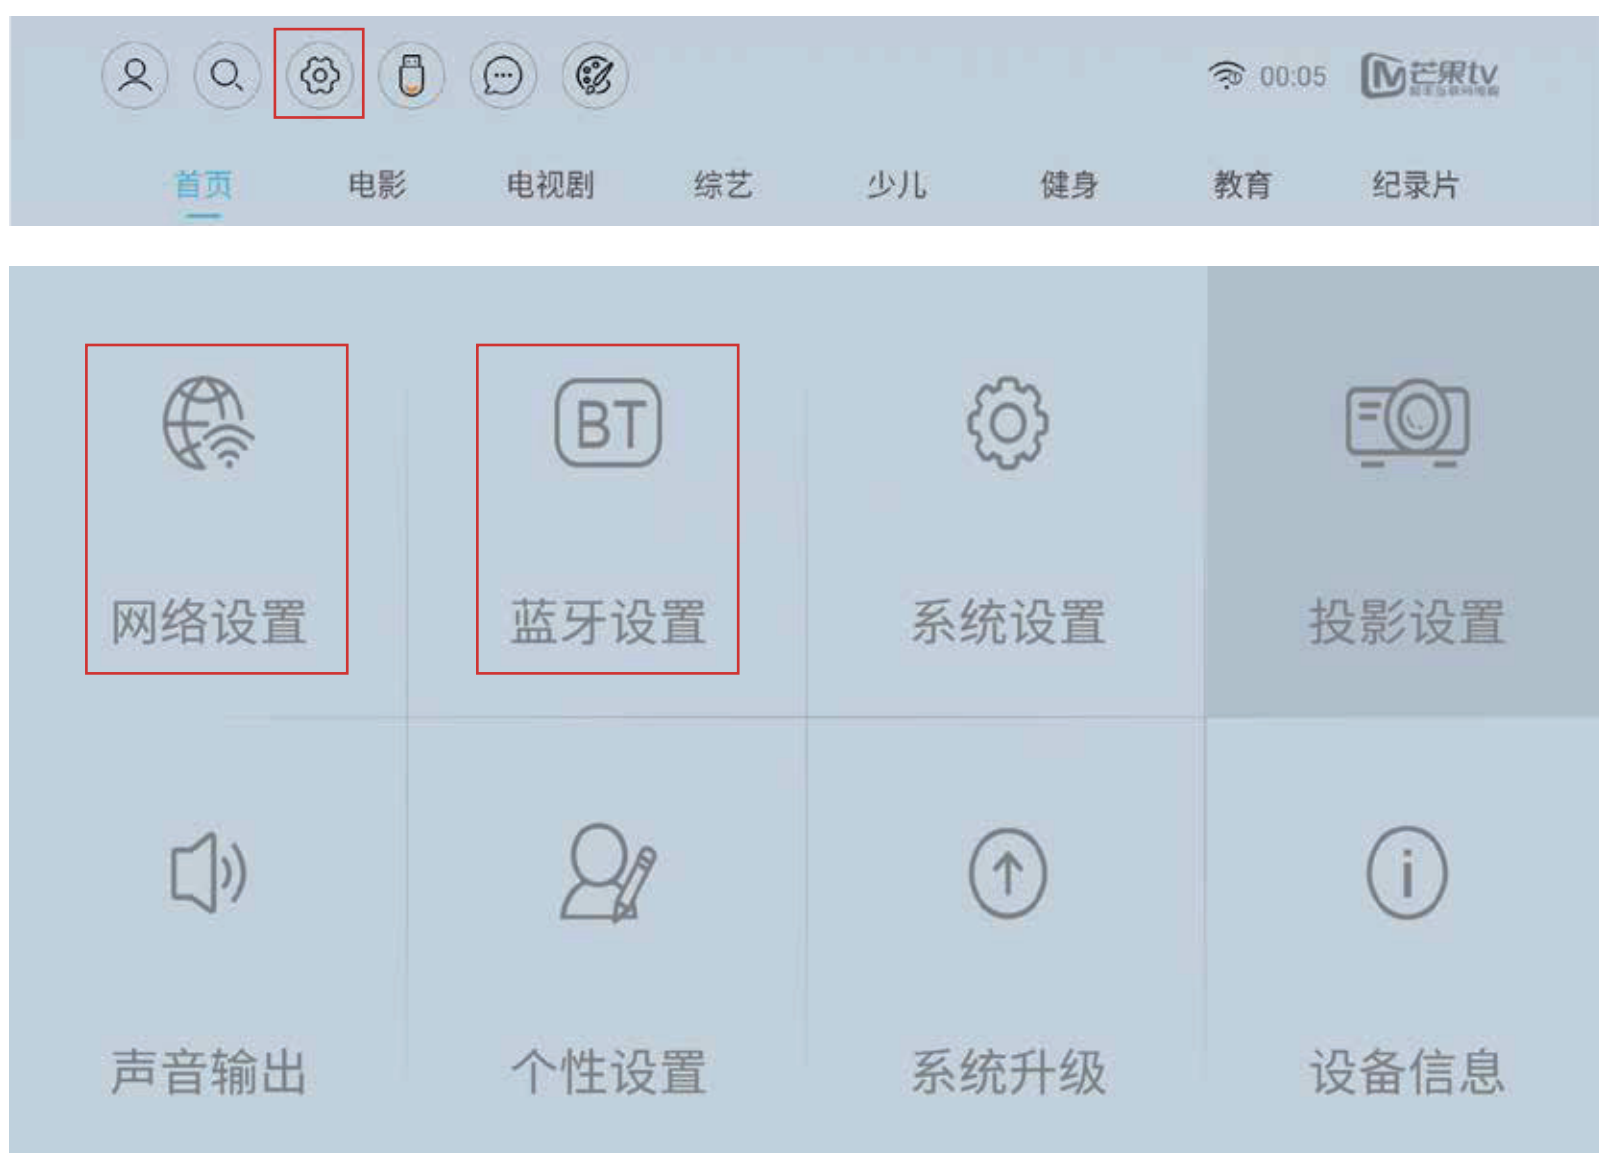 00:05 芒果tv
首页 电影 电视剧 综艺 少儿 健身 教育 纪录片
BT
网络设置 蓝牙设置 系统设置 投影设置
声音输出 个性设置 系统升级 设备信息